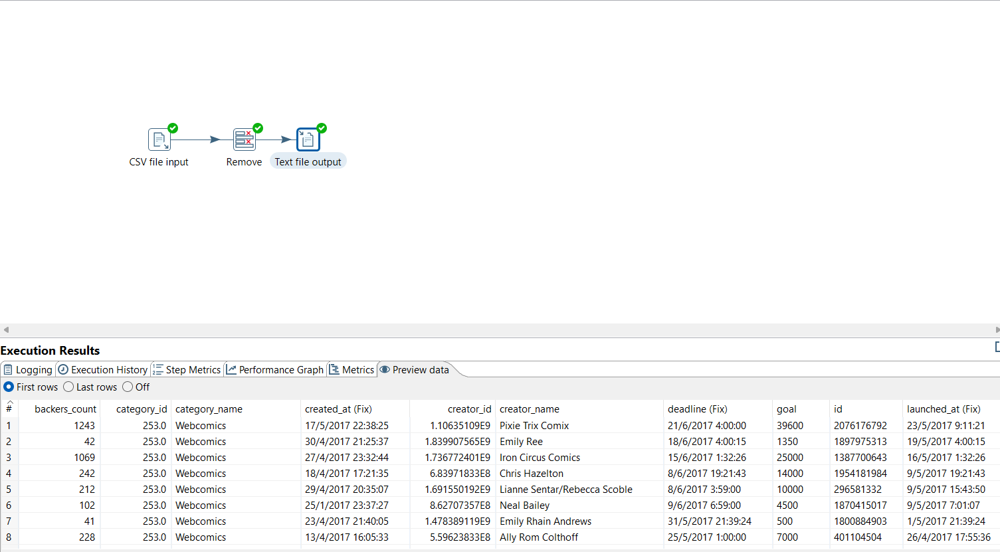 CSV file input
Remove
Text file output
Execution Results
Logging Execution History Step Metrics Performance Graph Metrics Preview data
First rows Last rows Off
# backers_count category_id category_name created_at (Fix) creator_id creator_name deadline (Fix) goal id launched_at (Fix)
1 1243 253.0 Webcomics 17/5/2017 22:38:25 1.10635109E9 Pixie Trix Comix 21/6/2017 4:00:00 39600 2076176792 23/5/2017 9:11:21
2 42 253.0 Webcomics 30/4/2017 21:25:37 1.839907565E9 Emily Ree 18/6/2017 4:00:15 1350 1897975313 19/5/2017 4:00:15
3 1069 253.0 Webcomics 27/4/2017 23:32:44 1.736772401E9 Iron Circus Comics 15/6/2017 1:32:26 25000 1387700643 16/5/2017 1:32:26
4 242 253.0 Webcomics 18/4/2017 17:21:35 6.83971833E8 Chris Hazelton 8/6/2017 19:21:43 14000 1954181984 9/5/2017 19:21:43
5 212 253.0 Webcomics 29/4/2017 20:35:07 1.691550192E9 Lianne Sentar/Rebecca Scoble 8/6/2017 3:59:00 10000 296581332 9/5/2017 15:43:50
6 102 253.0 Webcomics 25/1/2017 23:37:27 8.62707357E8 Neal Bailey 9/6/2017 6:59:00 4500 1870415017 9/5/2017 7:01:07
7 41 253.0 Webcomics 23/4/2017 21:40:05 1.478389119E9 Emily Rhain Andrews 31/5/2017 21:39:24 500 1800884903 1/5/2017 21:39:24
8 228 253.0 Webcomics 13/4/2017 16:05:33 5.59623833E8 Ally Rom Colthoff 25/5/2017 1:00:00 7000 401104504 26/4/2017 17:55:36